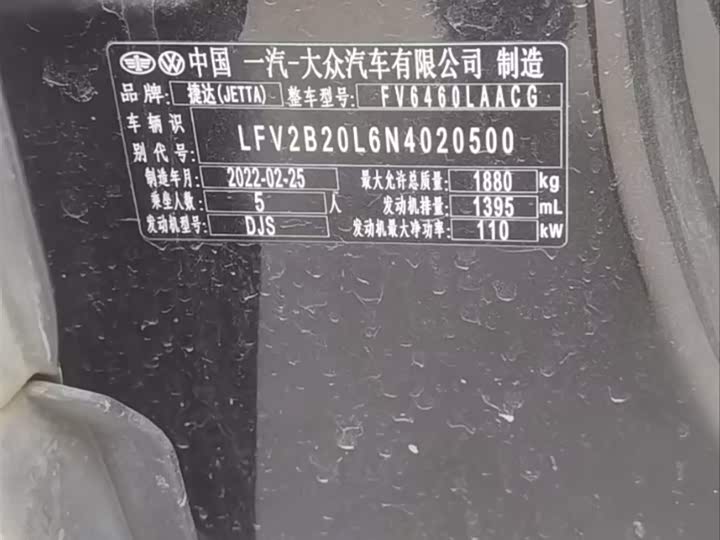 中国 一汽-大众汽车有限公司 制造
品牌: 捷达(JETTA) 整车型号: FV6460LAACG
车辆识别代号: LFV2B20L6N4020500
制造年月: 2022-02-25 最大允许总质量: 1880 kg
乘坐人数: 5 人 发动机排量: 1395 mL
发动机型号: DJS 发动机最大净功率: 110 kW